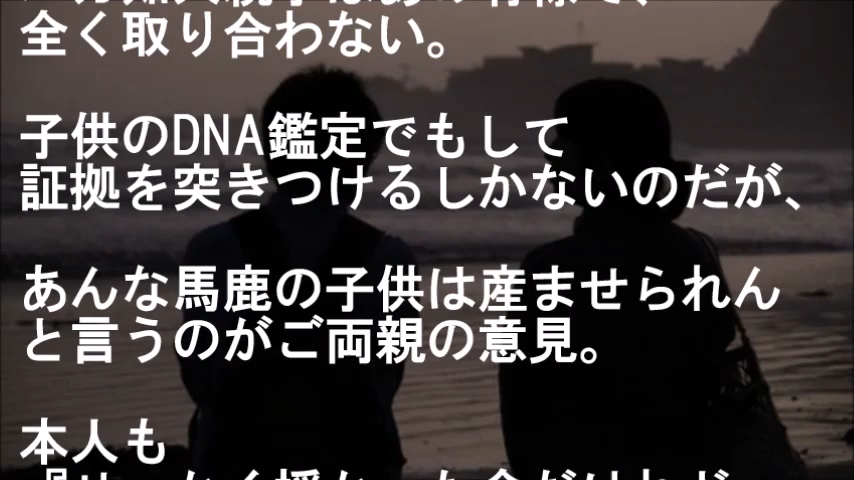 全く取り合わない。
子供のDNA鑑定でもして
証拠を突きつけるしかないのだが、
あんな馬鹿の子供は産ませられん
と言うのがご両親の意見。
本人も